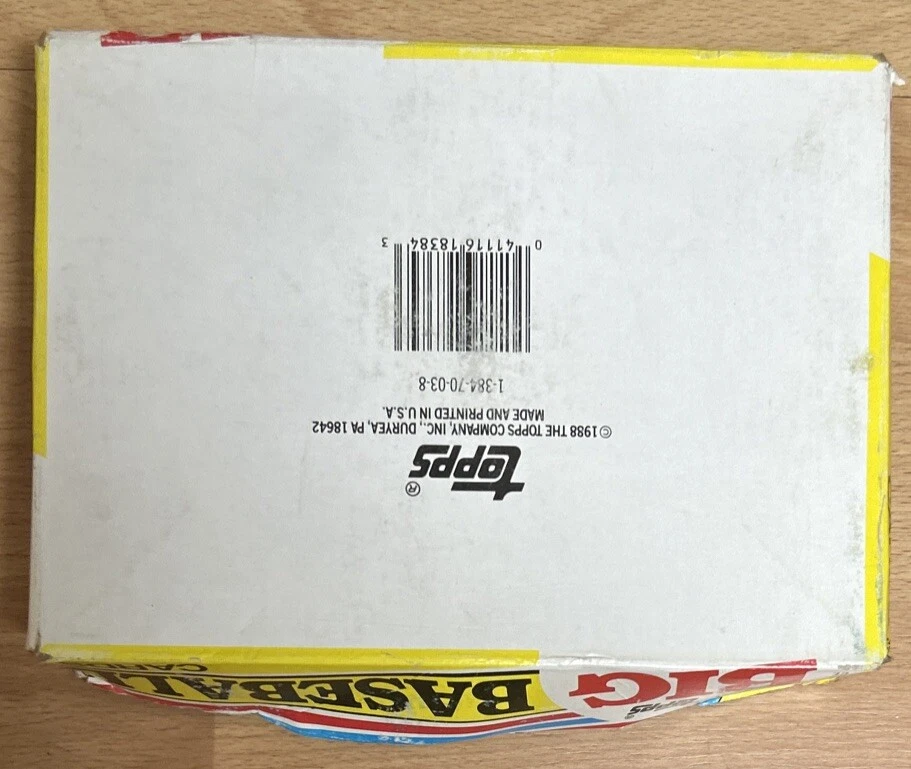 topps®
© 1988 THE TOPPS COMPANY, INC., DURYEA, PA 18642
MADE AND PRINTED IN U.S.A.
1-384-70-03-8
0 41116 18384 3
topps
BIG
BASEBALL